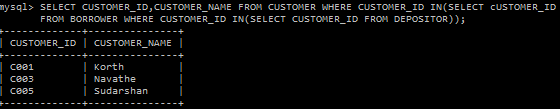 mysql> SELECT CUSTOMER_ID,CUSTOMER_NAME FROM CUSTOMER WHERE CUSTOMER_ID IN(SELECT cUSTOMER_ID
FROM BORROWER WHERE CUSTOMER_ID IN(SELECT CUSTOMER_ID FROM DEPOSITOR));
+-------------+---------------+
| CUSTOMER_ID | CUSTOMER_NAME |
+-------------+---------------+
| C001 | Korth |
| C003 | Navathe |
| C005 | Sudarshan |
+-------------+---------------+